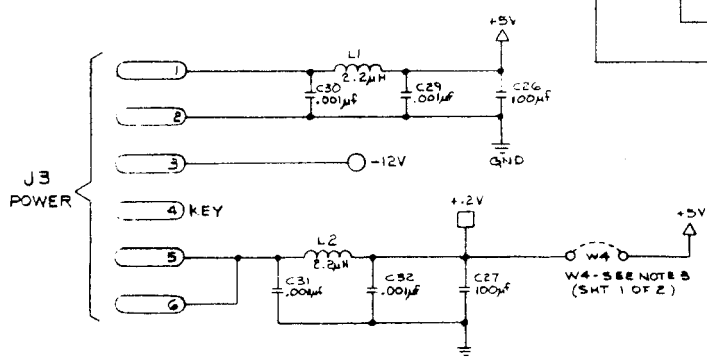 +5V
L1
1
2.2µH
C30
.001µf
C29
.001µf
C26
100µf
2
GND
3
-12V
J3
POWER
4
KEY
+.2V
+5V
5
L2
2.2µH
W4
C31
.001µf
C32
.001µf
C27
100µf
W4-SEE NOTE 3
(SHT 1 OF 2)
6